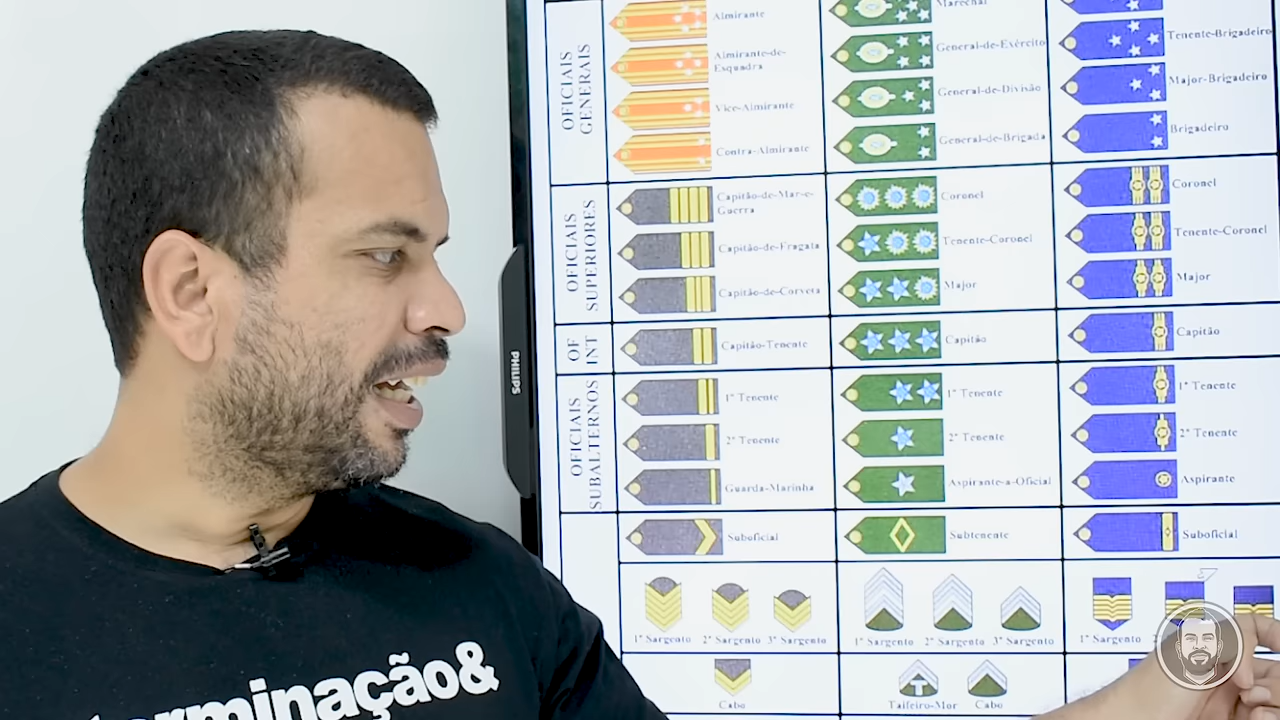 OFICIAIS
GENERAIS
Almirante
Marechal
Almirante-de-
Esquadra
General-de-Exército
Tenente-Brigadeiro
Vice-Almirante
General-de-Divisão
Major-Brigadeiro
Contra-Almirante
General-de-Brigada
Brigadeiro
OFICIAIS
SUPERIORES
Capitão-de-Mar-e-
Guerra
Coronel
Coronel
Capitão-de-Fragata
Tenente-Coronel
Tenente-Coronel
Capitão-de-Corveta
Major
Major
OF
INT
Capitão-Tenente
Capitão
Capitão
OFICIAIS
SUBALTERNOS
1º Tenente
1º Tenente
1º Tenente
2º Tenente
2º Tenente
2º Tenente
Guarda-Marinha
Aspirante-a-Oficial
Aspirante
Suboficial
Subtenente
Suboficial
1º Sargento 2º Sargento 3º Sargento
1º Sargento 2º Sargento 3º Sargento
1º Sargento
Cabo
Taifeiro-Mor Cabo
PHILIPS
minação&